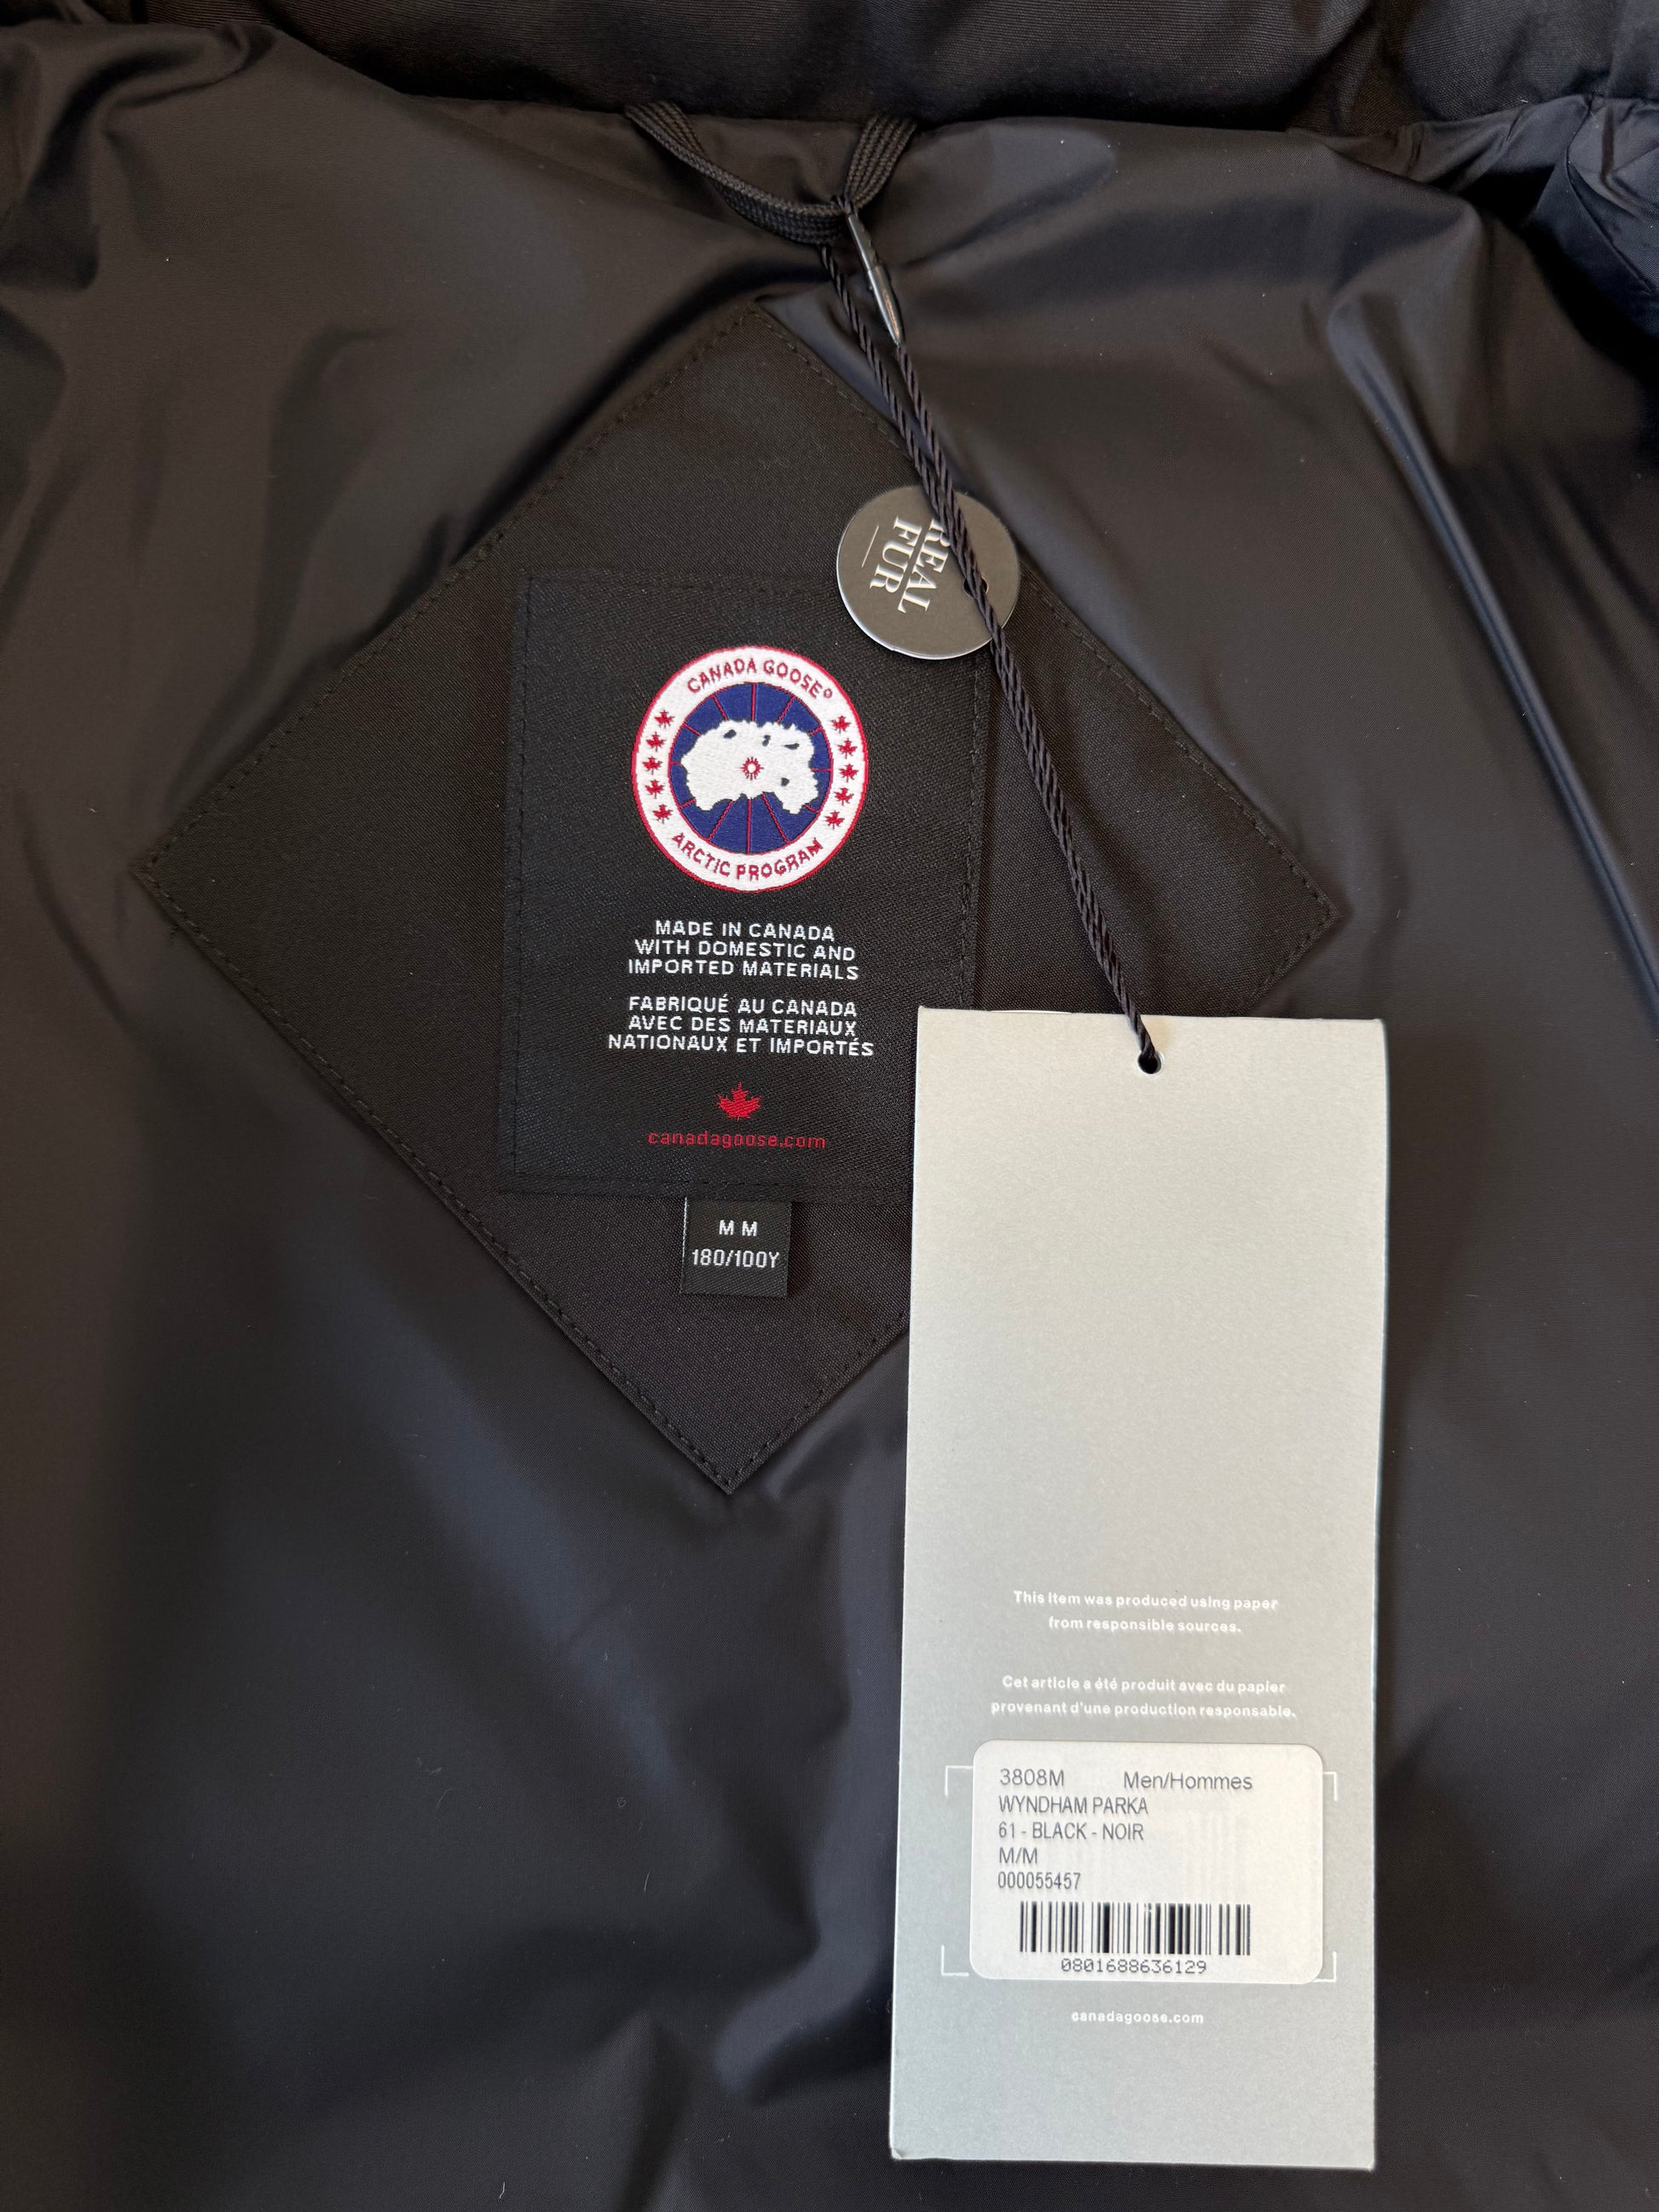 REAL
FUR
CANADA GOOSE®
ARCTIC PROGRAM
MADE IN CANADA
WITH DOMESTIC AND
IMPORTED MATERIALS
FABRIQUÉ AU CANADA
AVEC DES MATERIAUX
NATIONAUX ET IMPORTÉS
canadagoose.com
M M
180/100Y
This item was produced using paper
from responsible sources.
Cet article a été produit avec du papier
provenant d'une production responsable.
3808M Men/Hommes
WYNDHAM PARKA
61 - BLACK - NOIR
M/M
000055457
0801688636129
canadagoose.com